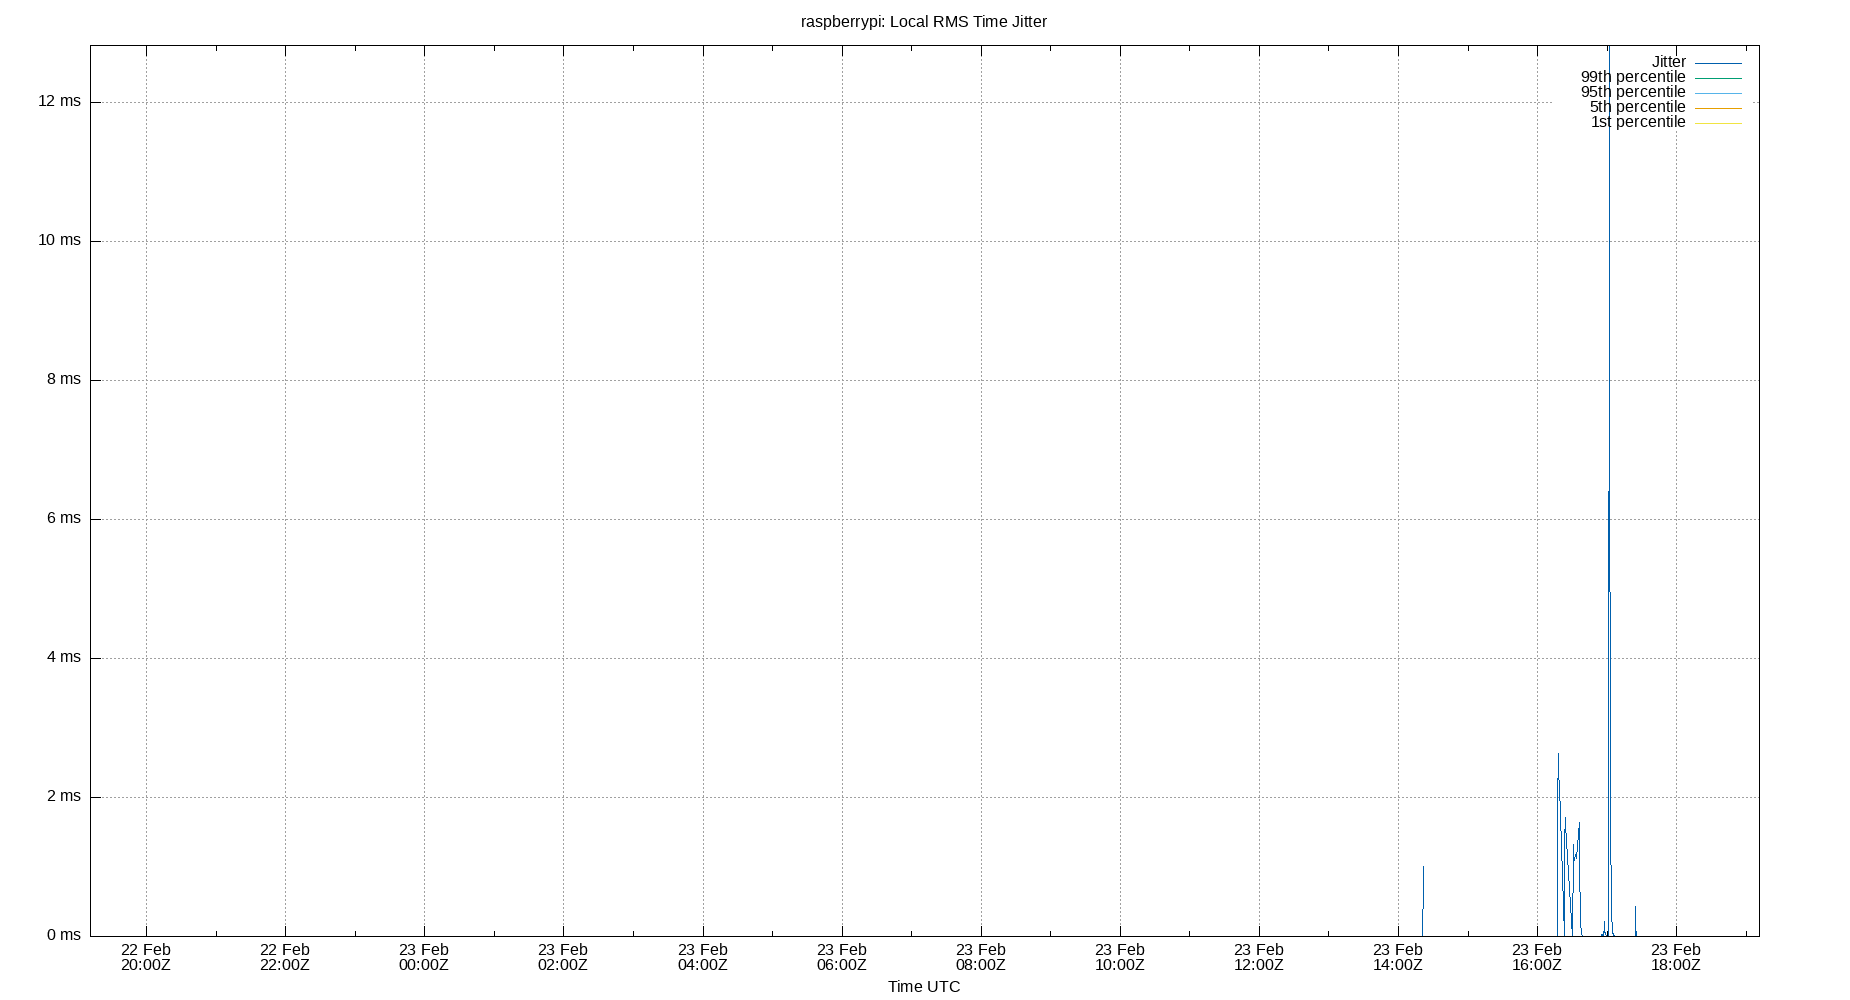 raspberrypi: Local RMS Time Jitter
Jitter
99th percentile
95th percentile
5th percentile
1st percentile
12 ms
10 ms
8 ms
6 ms
4 ms
2 ms
0 ms
22 Feb 22 Feb 23 Feb 23 Feb 23 Feb 23 Feb 23 Feb 23 Feb 23 Feb 23 Feb 23 Feb 23 Feb
20:00Z 22:00Z 00:00Z 02:00Z 04:00Z 06:00Z 08:00Z 10:00Z 12:00Z 14:00Z 16:00Z 18:00Z
Time UTC